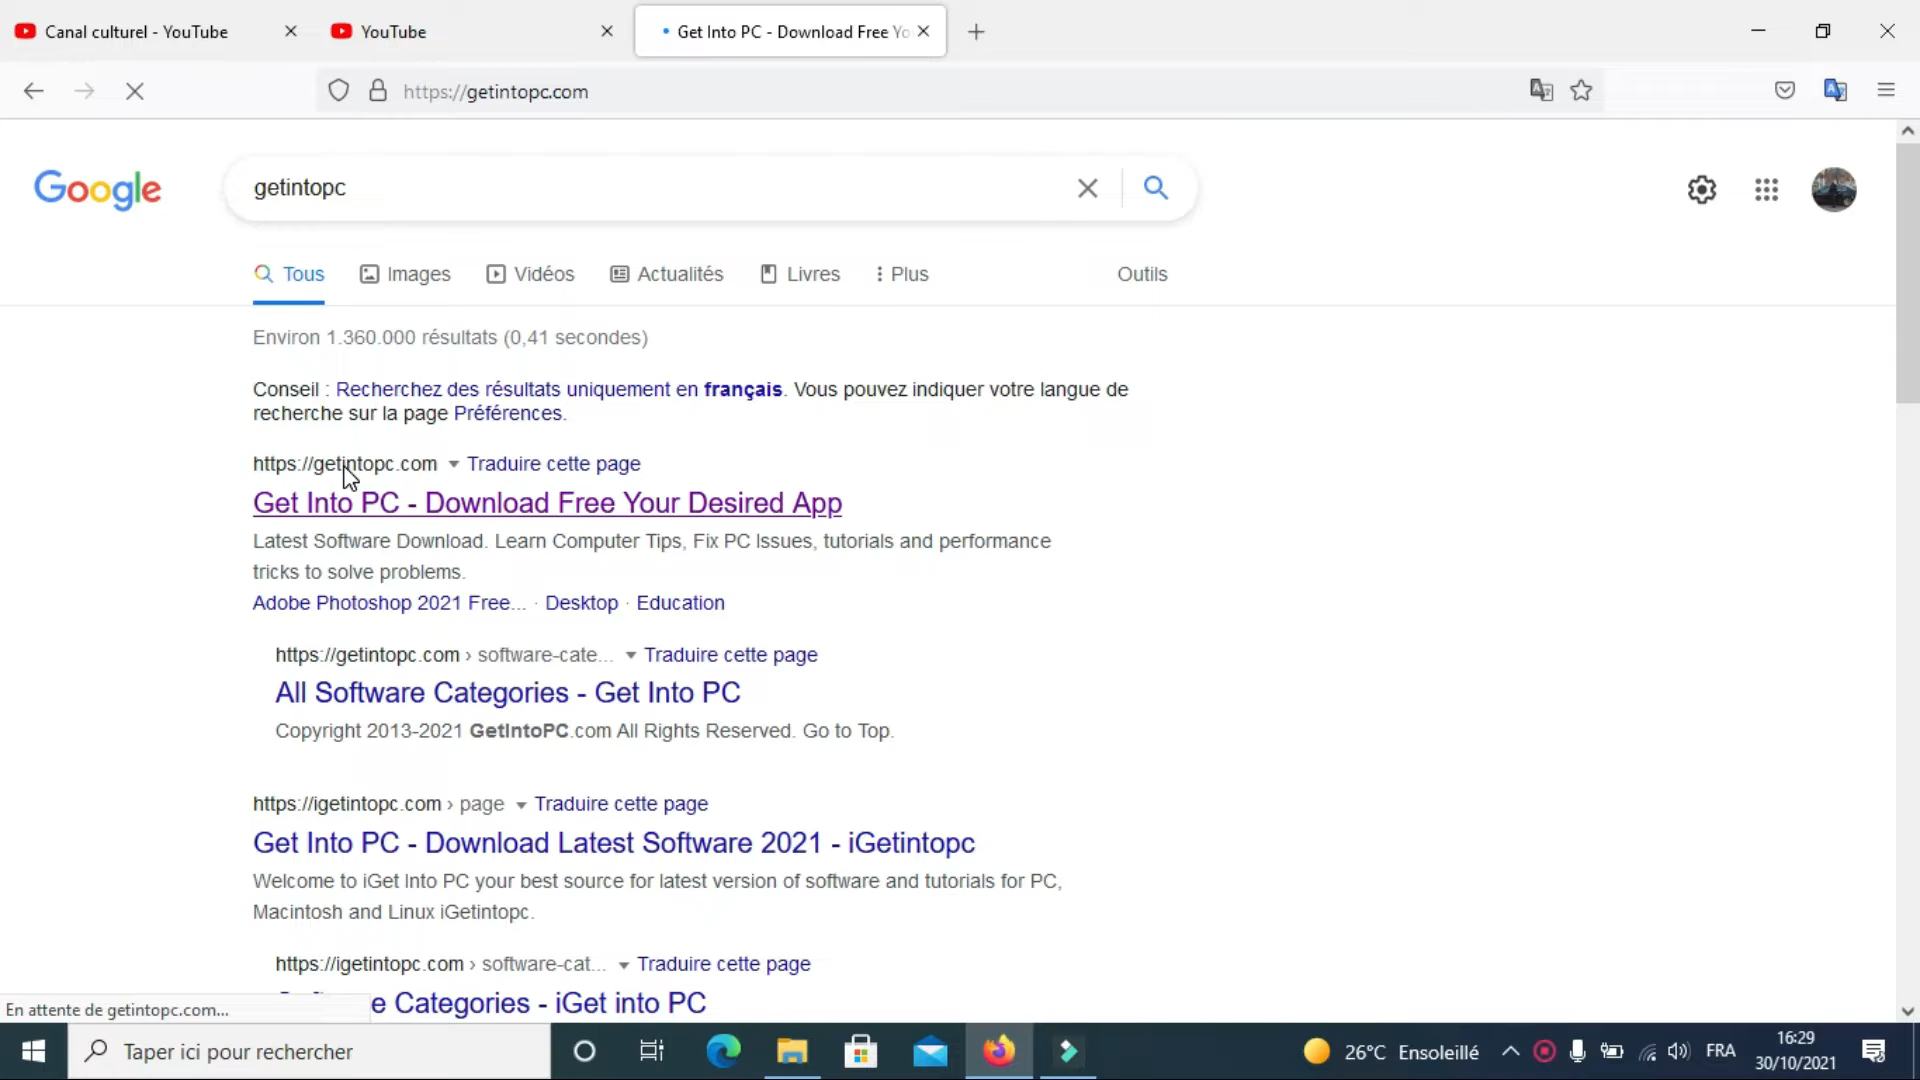 Canal culturel - YouTube
YouTube
Get Into PC - Download Free Yo
https://getintopc.com
Google
getintopc
Tous
Images
Vidéos
Actualités
Livres
Plus
Outils
Environ 1.360.000 résultats (0,41 secondes)
Conseil : Recherchez des résultats uniquement en français. Vous pouvez indiquer votre langue de
recherche sur la page Préférences.
https://getintopc.com Traduire cette page
Get Into PC - Download Free Your Desired App
Latest Software Download. Learn Computer Tips, Fix PC Issues, tutorials and performance
tricks to solve problems.
Adobe Photoshop 2021 Free... · Desktop · Education
https://getintopc.com › software-cate... Traduire cette page
All Software Categories - Get Into PC
Copyright 2013-2021 GetIntoPC.com All Rights Reserved. Go to Top.
https://igetintopc.com › page Traduire cette page
Get Into PC - Download Latest Software 2021 - iGetintopc
Welcome to iGet Into PC your best source for latest version of software and tutorials for PC,
Macintosh and Linux iGetintopc.
https://igetintopc.com › software-cat... Traduire cette page
Categories - iGet into PC
En attente de getintopc.com...
Taper ici pour rechercher
26°C Ensoleillé
FRA
16:29
30/10/2021